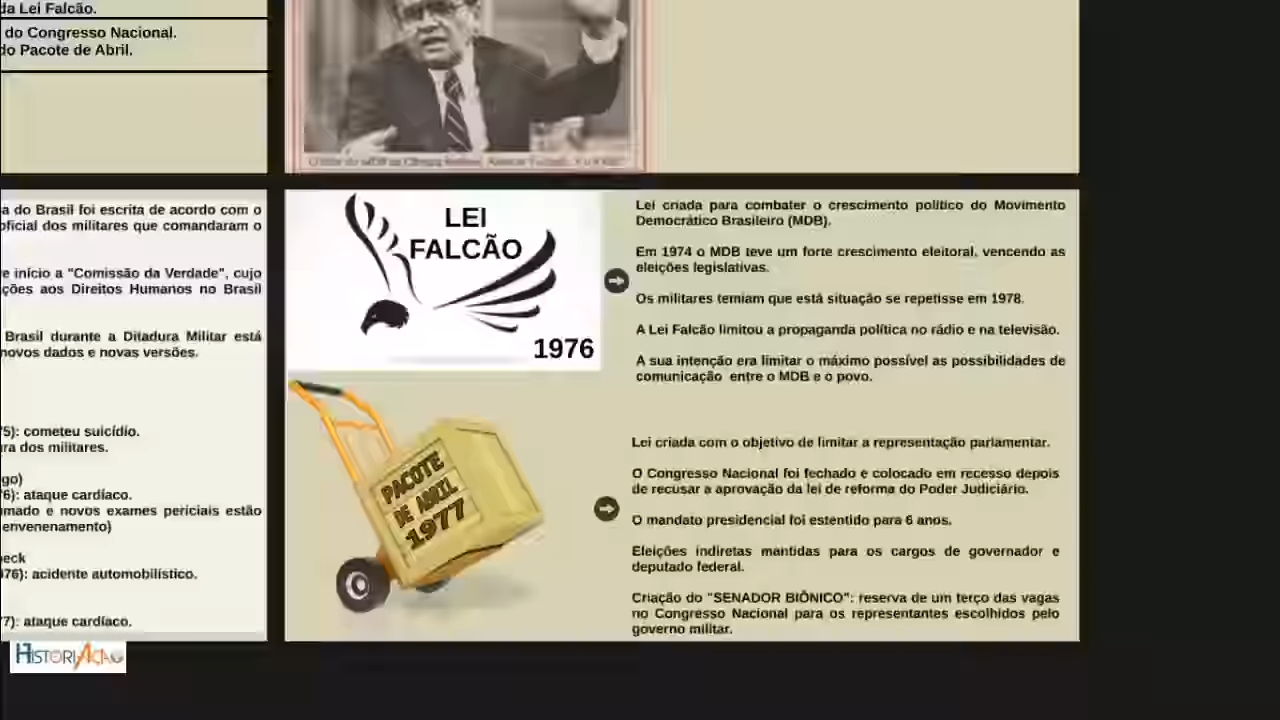 da Lei Falcão.
do Congresso Nacional.
do Pacote de Abril.
a do Brasil foi escrita de acordo com o
oficial dos militares que comandaram o
e início a "Comissão da Verdade", cujo
ções aos Direitos Humanos no Brasil
Brasil durante a Ditadura Militar está
novos dados e novas versões.
5): cometeu suicídio.
ra dos militares.
go)
6): ataque cardíaco.
mado e novos exames periciais estão
envenenamento)
eck
76): acidente automobilístico.
7): ataque cardíaco.
HISTORIAÇÃO
LEI
FALCÃO
1976
Lei criada para combater o crescimento político do Movimento
Democrático Brasileiro (MDB).
Em 1974 o MDB teve um forte crescimento eleitoral, vencendo as
eleições legislativas.
Os militares temiam que está situação se repetisse em 1978.
A Lei Falcão limitou a propaganda política no rádio e na televisão.
A sua intenção era limitar o máximo possível as possibilidades de
comunicação entre o MDB e o povo.
PACOTE
DE ABRIL
1977
Lei criada com o objetivo de limitar a representação parlamentar.
O Congresso Nacional foi fechado e colocado em recesso depois
de recusar a aprovação da lei de reforma do Poder Judiciário.
O mandato presidencial foi estentido para 6 anos.
Eleições indiretas mantidas para os cargos de governador e
deputado federal.
Criação do "SENADOR BIÔNICO": reserva de um terço das vagas
no Congresso Nacional para os representantes escolhidos pelo
governo militar.